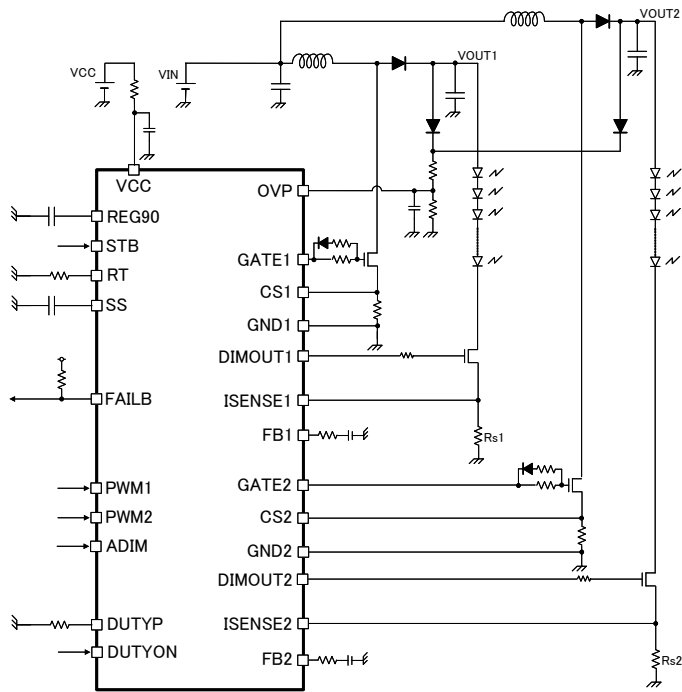 VOUT2
VOUT1
VCC
VIN
VCC
OVP
REG90
STB
GATE1
RT
CS1
SS
GND1
DIMOUT1
FAILB
ISENSE1
FB1
Rs1
PWM1
GATE2
PWM2
CS2
ADIM
GND2
DIMOUT2
DUTYP
ISENSE2
DUTYON
FB2
Rs2